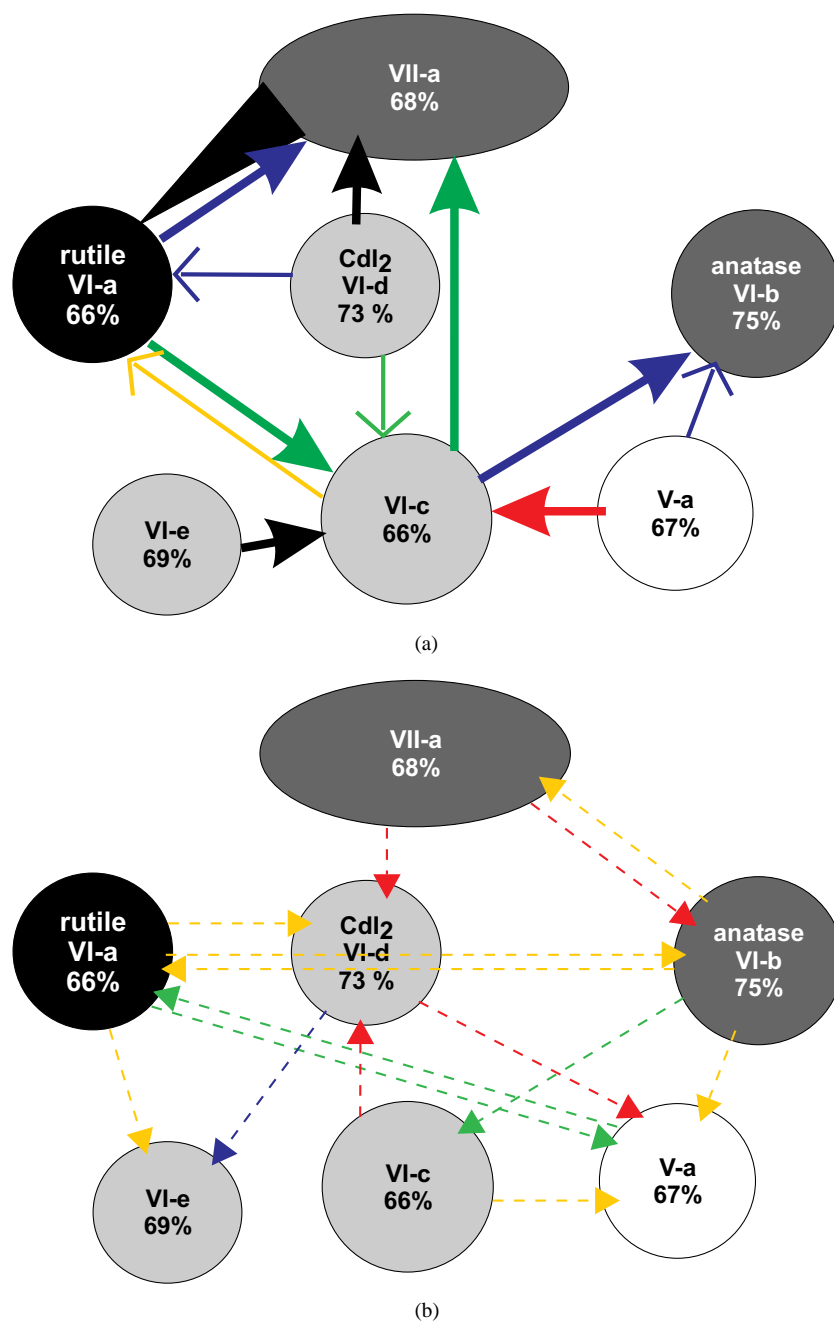 VII-a
68%
rutile
VI-a
66%
CdI2
VI-d
73 %
anatase
VI-b
75%
VI-e
69%
VI-c
66%
V-a
67%
(a)
VII-a
68%
rutile
VI-a
66%
CdI2
VI-d
73 %
anatase
VI-b
75%
VI-e
69%
VI-c
66%
V-a
67%
(b)